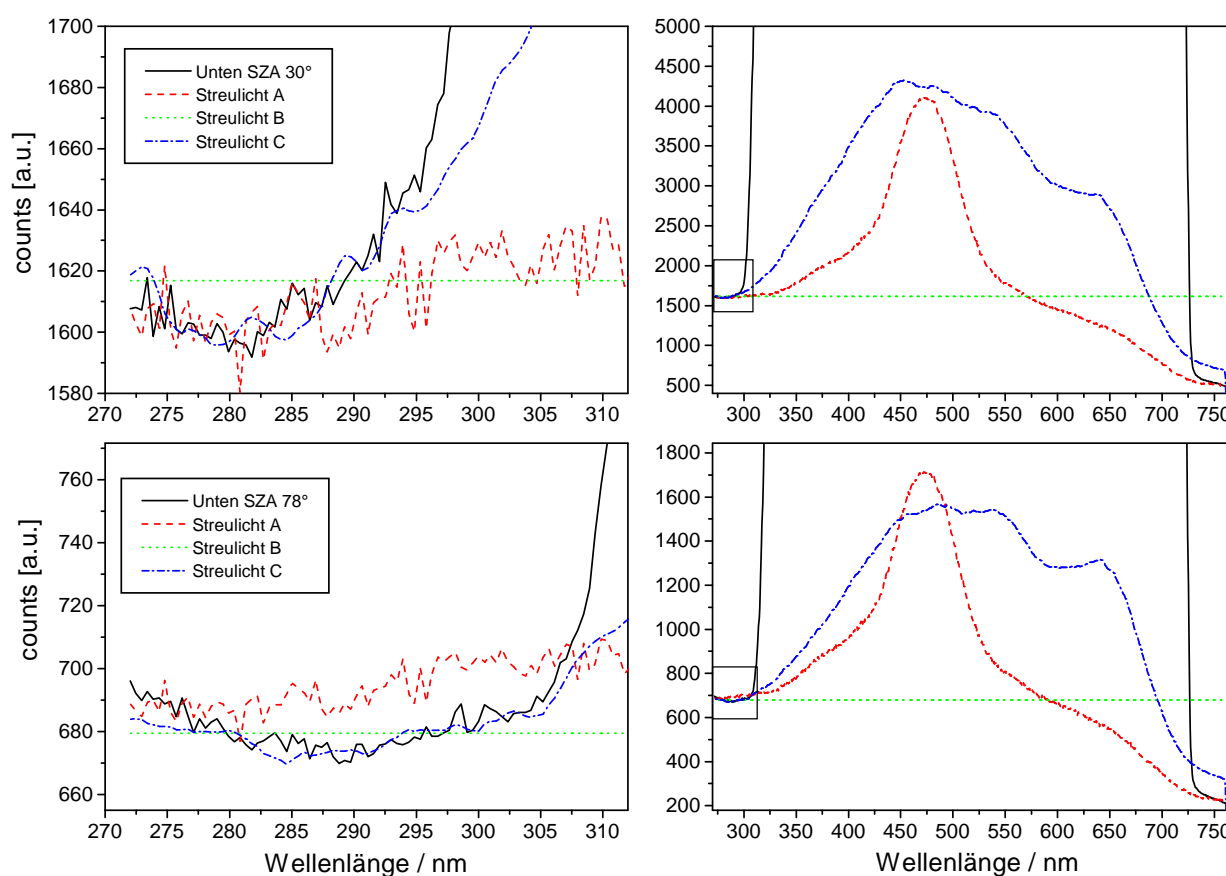 counts [a.u.]
1700
1680
1660
1640
1620
1600
1580
Unten SZA 30°
Streulicht A
Streulicht B
Streulicht C
270 275 280 285 290 295 300 305 310
5000
4500
4000
3500
3000
2500
2000
1500
1000
500
300 350 400 450 500 550 600 650 700 750
counts [a.u.]
760
740
720
700
680
660
Unten SZA 78°
Streulicht A
Streulicht B
Streulicht C
270 275 280 285 290 295 300 305 310
Wellenlänge / nm
1800
1600
1400
1200
1000
800
600
400
200
300 350 400 450 500 550 600 650 700 750
Wellenlänge / nm